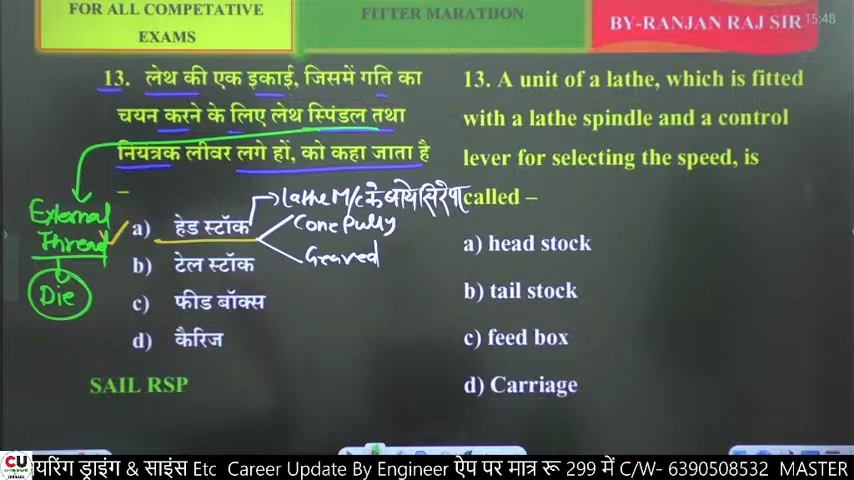 FOR ALL COMPETATIVE
EXAMS
FITTER MARATHON
BY-RANJAN RAJ SIR
15:48
13. लेथ की एक इकाई, जिसमें गति का
चयन करने के लिए लेथ स्पिंडल तथा
नियत्रक लीवर लगे हों, को कहा जाता है
–
a) हेड स्टॉक
b) टेल स्टॉक
c) फीड बॉक्स
d) कैरिज
SAIL RSP
External
Thread
Die
Lathe M/c के बायें सिरे पर
Cone Pully
Geared
13. A unit of a lathe, which is fitted
with a lathe spindle and a control
lever for selecting the speed, is
called –
a) head stock
b) tail stock
c) feed box
d) Carriage
CU
यरिंग ड्राइंग & साइंस Etc Career Update By Engineer ऐप पर मात्र रू 299 में C/W- 6390508532 MASTER